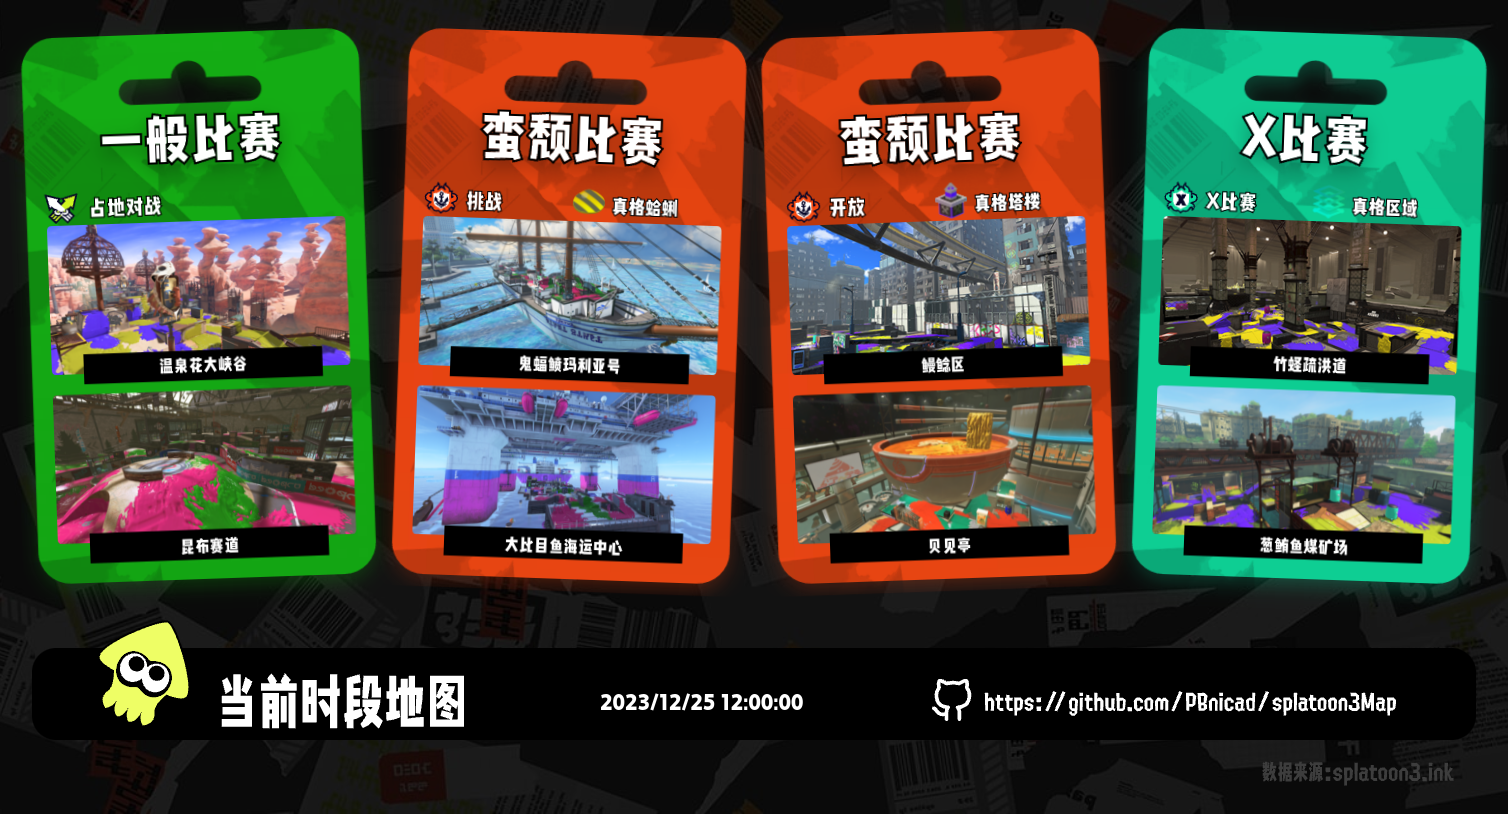 一般比赛
占地对战
温泉花大峡谷
昆布赛道
蛮颓比赛
挑战
真格蛤蜊
鬼蝠鲼玛利亚号
大比目鱼海运中心
蛮颓比赛
开放
真格塔楼
鳗鲶区
贝见亭
X比赛
X比赛
真格区域
竹蛏疏洪道
葱鲔鱼煤矿场
当前时段地图
2023/12/25 12:00:00
https://github.com/PBnicad/splatoon3Map
数据来源:splatoon3.ink